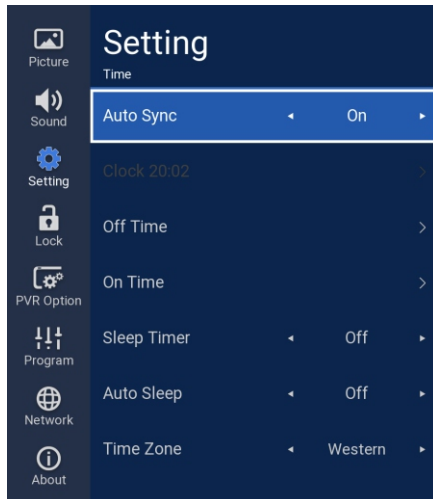 Picture
Sound
Setting
Lock
PVR Option
Program
Network
About
Setting
Time
Auto Sync On
Clock 20:02
Off Time
On Time
Sleep Timer Off
Auto Sleep Off
Time Zone Western